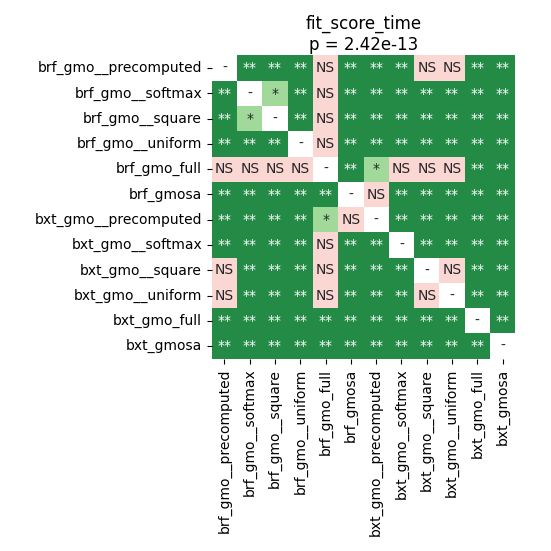 fit_score_time
p = 2.42e-13
brf_gmo__precomputed - ** ** ** NS ** ** ** NS NS ** **
brf_gmo__softmax ** - * ** NS ** ** ** ** ** ** **
brf_gmo__square ** * - ** NS ** ** ** ** ** ** **
brf_gmo__uniform ** ** ** - NS ** ** ** ** ** ** **
brf_gmo_full NS NS NS NS - ** * NS NS NS ** **
brf_gmosa ** ** ** ** ** - NS ** ** ** ** **
bxt_gmo__precomputed ** ** ** ** * NS - ** ** ** ** **
bxt_gmo__softmax ** ** ** ** NS ** ** - ** ** ** **
bxt_gmo__square NS ** ** ** NS ** ** ** - NS ** **
bxt_gmo__uniform NS ** ** ** NS ** ** ** NS - ** **
bxt_gmo_full ** ** ** ** ** ** ** ** ** ** - **
bxt_gmosa ** ** ** ** ** ** ** ** ** ** ** -
brf_gmo__precomputed
brf_gmo__softmax
brf_gmo__square
brf_gmo__uniform
brf_gmo_full
brf_gmosa
bxt_gmo__precomputed
bxt_gmo__softmax
bxt_gmo__square
bxt_gmo__uniform
bxt_gmo_full
bxt_gmosa